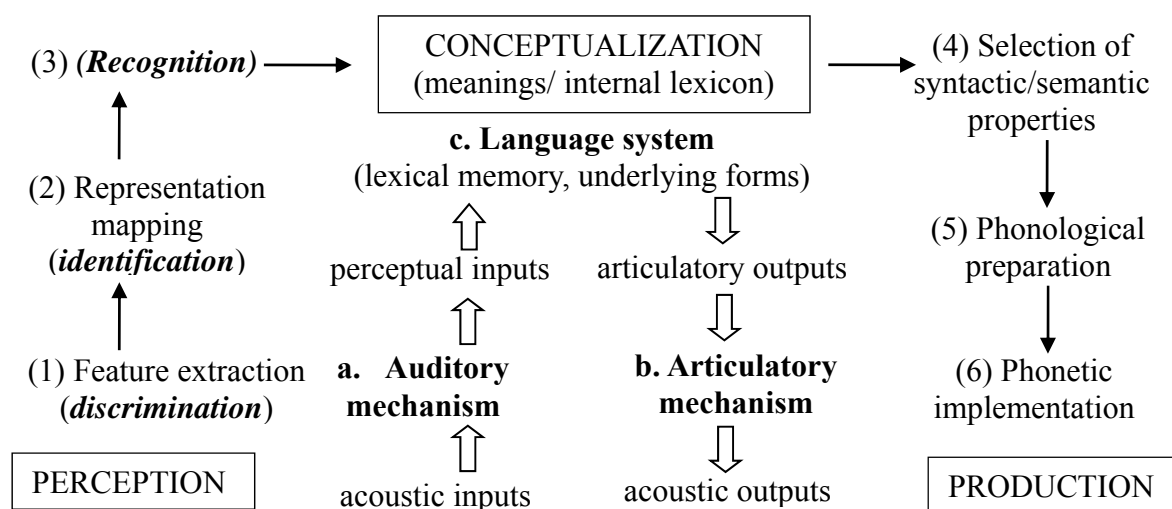 (3) (Recognition)
CONCEPTUALIZATION
(meanings/ internal lexicon)
(4) Selection of
syntactic/semantic
properties
c. Language system
(lexical memory, underlying forms)
(2) Representation
mapping
(identification)
perceptual inputs
articulatory outputs
(5) Phonological
preparation
(1) Feature extraction
(discrimination)
a. Auditory
mechanism
b. Articulatory
mechanism
(6) Phonetic
implementation
PERCEPTION
acoustic inputs
acoustic outputs
PRODUCTION